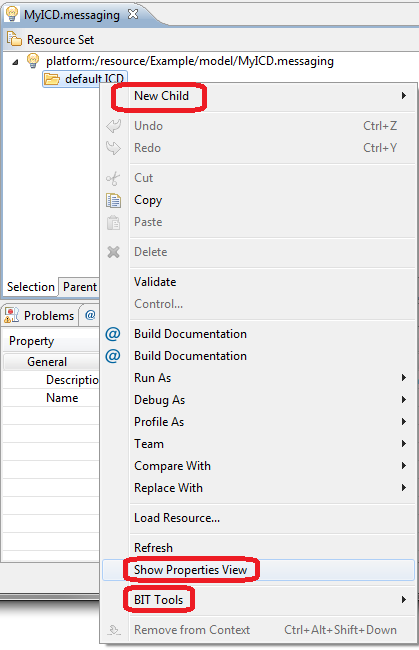 MyICD.messaging
Resource Set
platform:/resource/Example/model/MyICD.messaging
default ICD
New Child
Undo Ctrl+Z
Redo Ctrl+Y
Cut
Copy
Paste
Delete
Validate
Control...
Selection Parent
Problems @
Build Documentation
Property
Build Documentation
General
Run As
Descriptio
Debug As
Name
Profile As
Team
Compare With
Replace With
Load Resource...
Refresh
Show Properties View
BIT Tools
Remove from Context Ctrl+Alt+Shift+Down